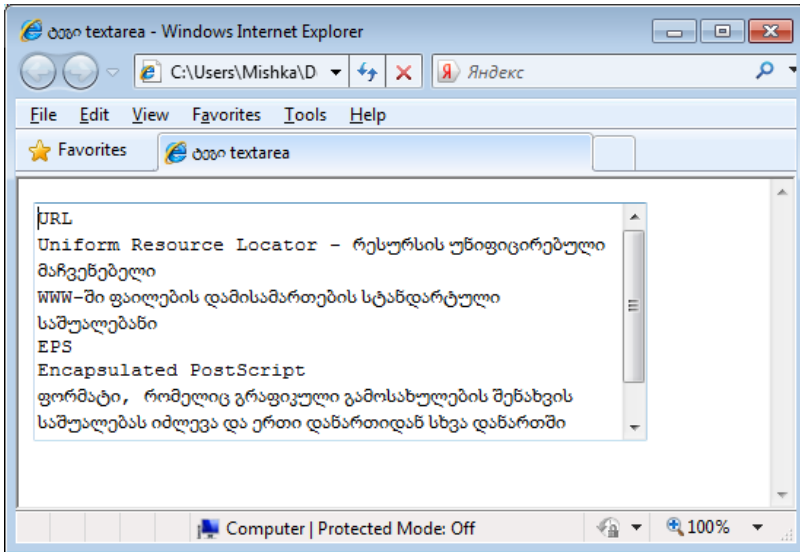 ტეგი textarea - Windows Internet Explorer
C:\Users\Mishka\D
Яндекс
File Edit View Favorites Tools Help
Favorites
ტეგი textarea
URL
Uniform Resource Locator - რესურსის უნიფიცირებული
მაჩვენებელი
WWW-ში ფაილების დამისამართების სტანდარტული
საშუალებანი
EPS
Encapsulated PostScript
ფორმატი, რომელიც გრაფიკული გამოსახულების შენახვის
საშუალებას იძლევა და ერთი დანართიდან სხვა დანართში
Computer | Protected Mode: Off
100%